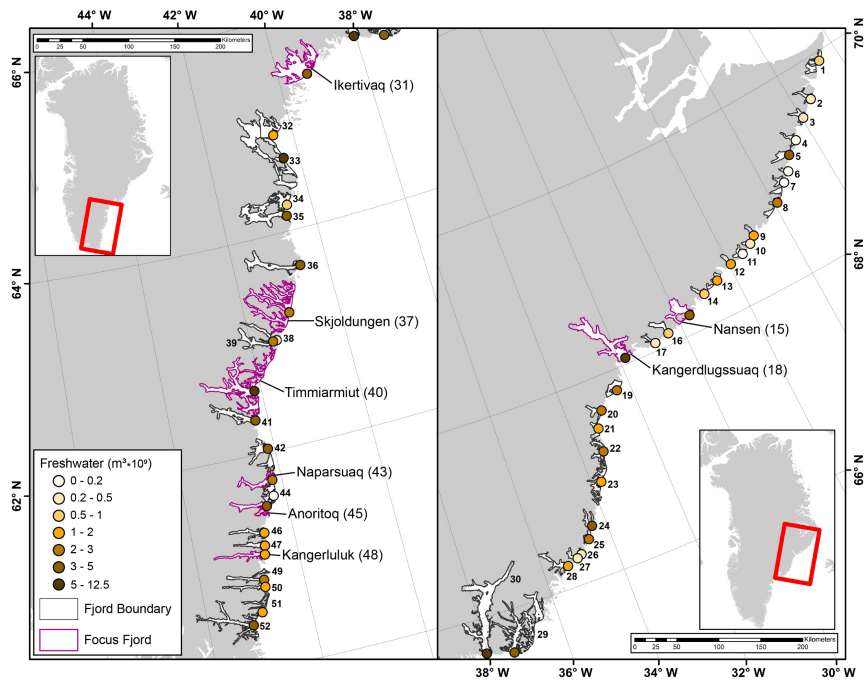 44° W
42° W
40° W
38° W
Kilometers
0 25 50 100 150 200
66° N
64° N
62° N
Ikertivaq (31)
32
33
34
35
36
Skjoldungen (37)
38
39
Timmiarmiut (40)
41
42
Naparsuaq (43)
44
Anoritoq (45)
46
47
Kangerluluk (48)
49
50
51
52
Freshwater (m³*10⁹)
0 - 0.2
0.2 - 0.5
0.5 - 1
1 - 2
2 - 3
3 - 5
5 - 12.5
Fjord Boundary
Focus Fjord
70° N
68° N
66° N
1
2
3
4
5
6
7
8
9
10
11
12
13
14
Nansen (15)
16
17
Kangerdlugssuaq (18)
19
20
21
22
23
24
25
26
27
28
29
30
Kilometers
0 25 50 100 150 200
38° W
36° W
34° W
32° W
30° W